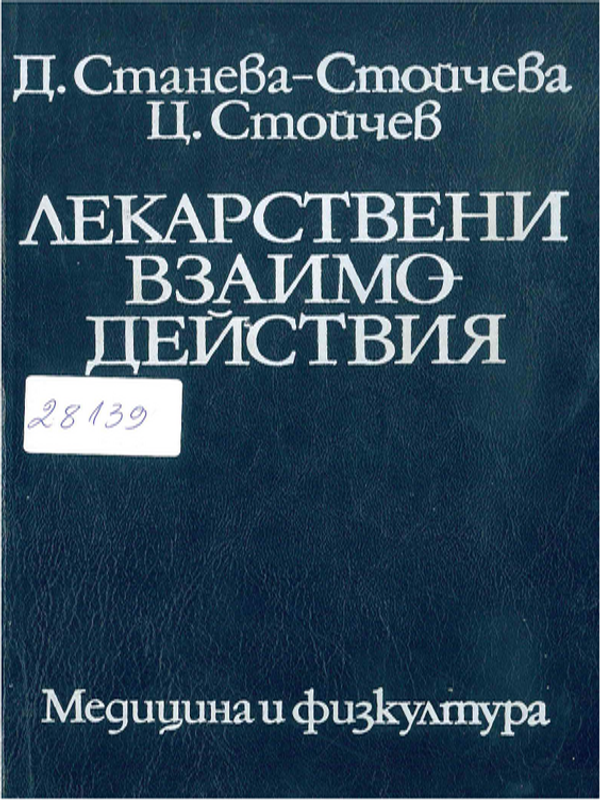 Д. Станева-Стойчева
Ц. Стойчев
ЛЕКАРСТВЕНИ
ВЗАИМО-
ДЕЙСТВИЯ
28139
Медицина и физкултура